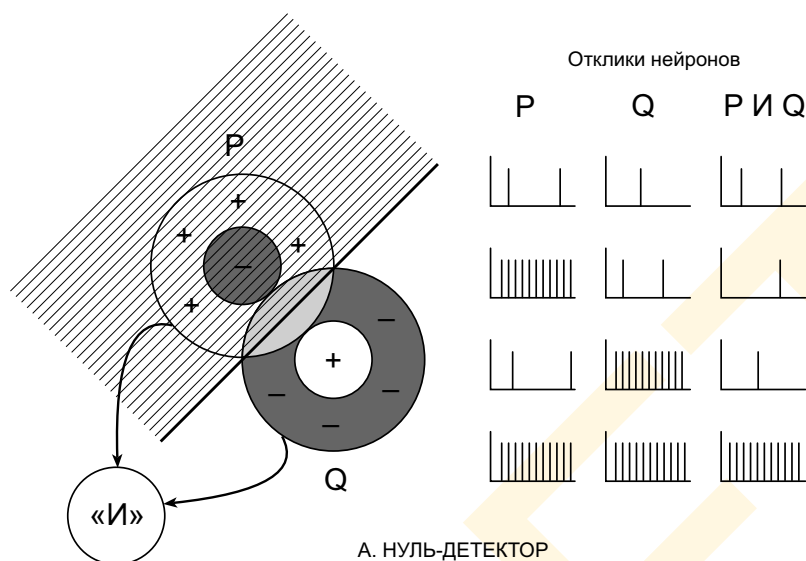 Отклики нейронов
P Q P И Q
P
+
+
+
+
–
+
–
–
–
–
–
Q
«И»
А. НУЛЬ-ДЕТЕКТОР